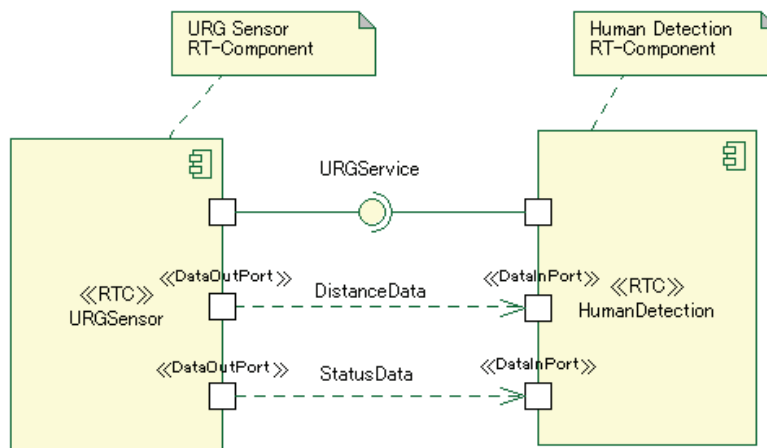 URG Sensor
RT-Component
Human Detection
RT-Component
URGService
≪DataOutPort≫
≪DataInPort≫
≪RTC≫
URGSensor
DistanceData
≪RTC≫
HumanDetection
≪DataOutPort≫
≪DataInPort≫
StatusData